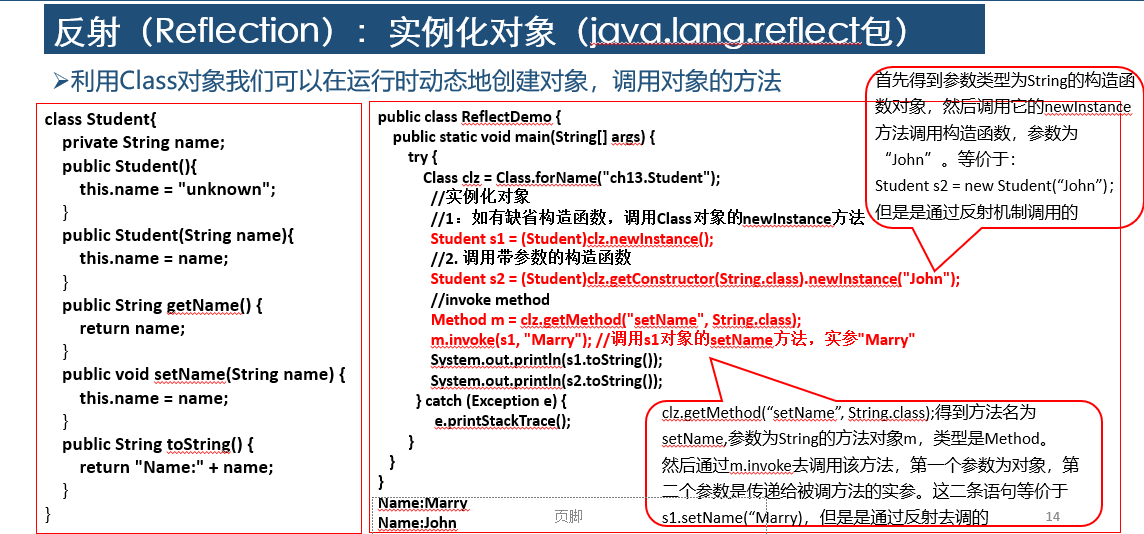 反射（Reflection）：实例化对象（java.lang.reflect包）
➢利用Class对象我们可以在运行时动态地创建对象，调用对象的方法
class Student{
private String name;
public Student(){
this.name = "unknown";
}
public Student(String name){
this.name = name;
}
public String getName() {
return name;
}
public void setName(String name) {
this.name = name;
}
public String toString() {
return "Name:" + name;
}
}
public class ReflectDemo {
public static void main(String[] args) {
try {
Class clz = Class.forName("ch13.Student");
//实例化对象
//1：如有缺省构造函数，调用Class对象的newInstance方法
Student s1 = (Student)clz.newInstance();
//2. 调用带参数的构造函数
Student s2 = (Student)clz.getConstructor(String.class).newInstance("John");
//invoke method
Method m = clz.getMethod("setName", String.class);
m.invoke(s1, "Marry"); //调用s1对象的setName方法，实参"Marry"
System.out.println(s1.toString());
System.out.println(s2.toString());
} catch (Exception e) {
e.printStackTrace();
}
}
}
Name:Marry
Name:John
首先得到参数类型为String的构造函
数对象，然后调用它的newInstance
方法调用构造函数，参数为
“John”。等价于：
Student s2 = new Student(“John”)；
但是是通过反射机制调用的
clz.getMethod(“setName”, String.class);得到方法名为
setName,参数为String的方法对象m，类型是Method。
然后通过m.invoke去调用该方法，第一个参数为对象，第
二个参数是传递给被调方法的实参。这二条语句等价于
s1.setName(“Marry)，但是是通过反射去调的
页脚
14